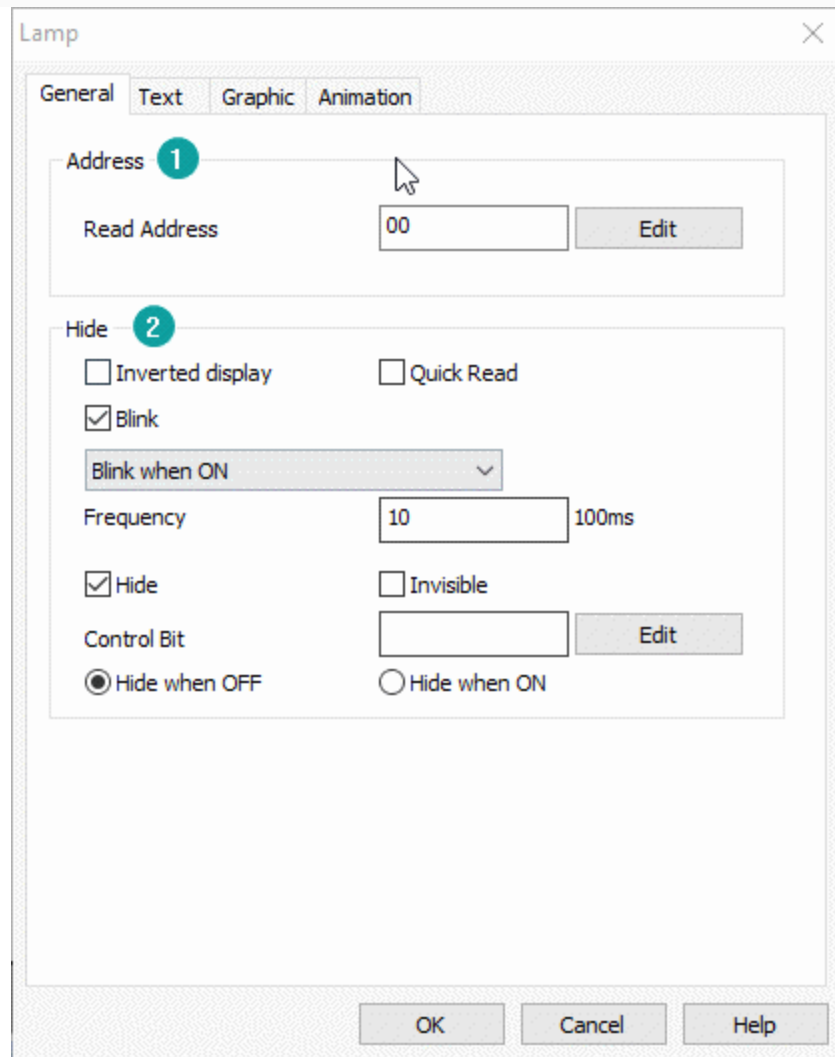 Lamp
General Text Graphic Animation
Address 1
Read Address 00 Edit
Hide 2
Inverted display Quick Read
Blink
Blink when ON
Frequency 10 100ms
Hide Invisible
Control Bit Edit
Hide when OFF Hide when ON
OK Cancel Help